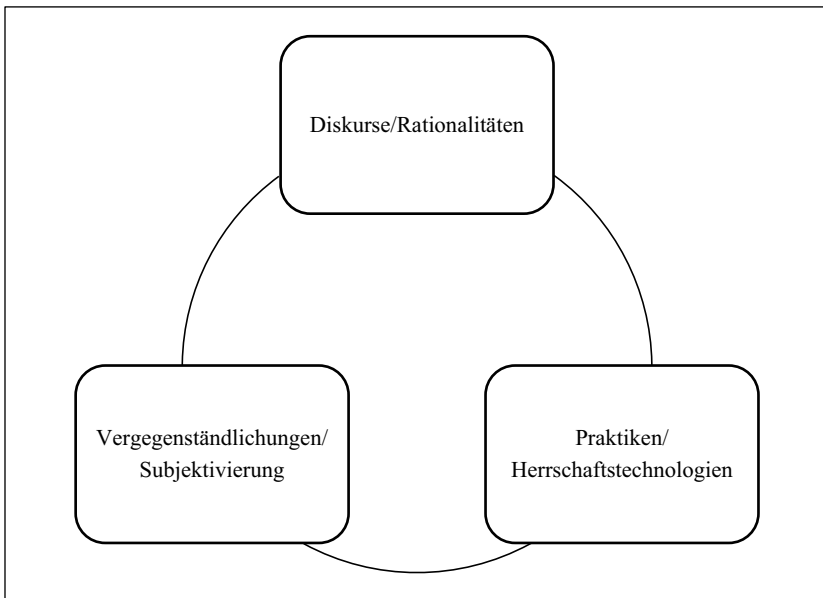 Diskurse/Rationalitäten
Vergegenständlichungen/
Subjektivierung
Praktiken/
Herrschaftstechnologien